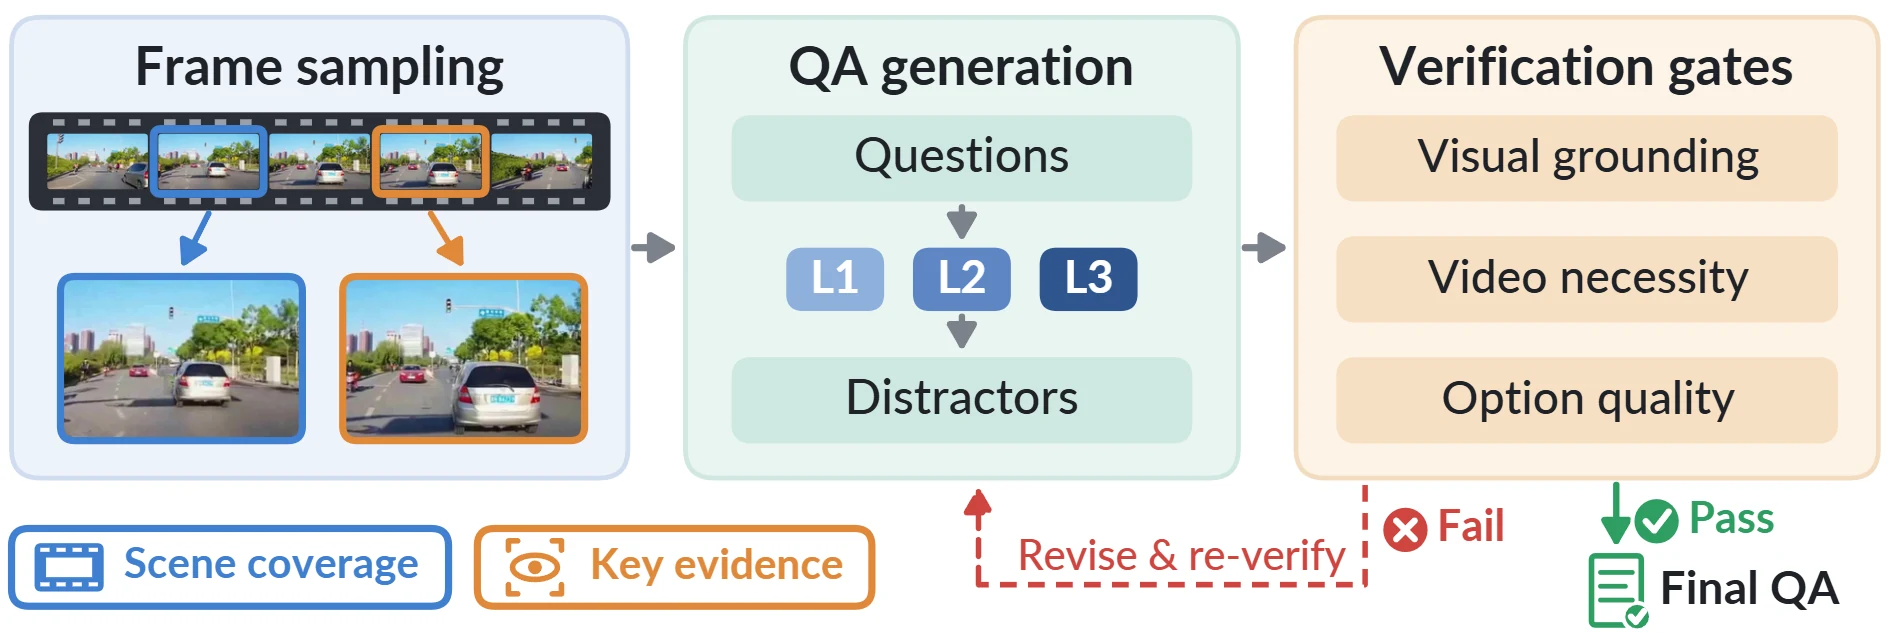 Frame sampling
QA generation
Questions
L1 L2 L3
Distractors
Verification gates
Visual grounding
Video necessity
Option quality
Scene coverage
Key evidence
Revise & re-verify
Fail
Pass
Final QA